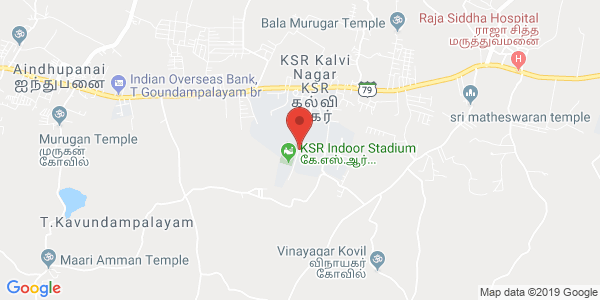 Bala Murugar Temple
Raja Siddha Hospital
ராஜா சித்த
மருத்துவமனை
H
KSR Kalvi
Nagar
KSR
கல்வி
நகர்
Aindhupanai
ஐந்துபனை
Indian Overseas Bank,
T Goundampalayam br
79
sri matheswaran temple
Murugan Temple
முருகன்
கோவில்
KSR Indoor Stadium
கே.எஸ்.ஆர்...
T.Kavundampalayam
Maari Amman Temple
Vinayagar Kovil
விநாயகர்
கோவில்
Google
Map data ©2019 Google